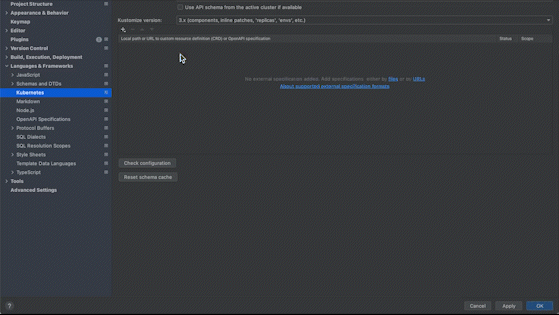 Project Structure
Appearance & Behavior
Keymap
Editor
Plugins
Version Control
Build, Execution, Deployment
Languages & Frameworks
JavaScript
Schemas and DTDs
Kubernetes
Markdown
Node.js
OpenAPI Specifications
Protocol Buffers
SQL Dialects
SQL Resolution Scopes
Style Sheets
Template Data Languages
TypeScript
Tools
Advanced Settings
Use API schema from the active cluster if available
Kustomize version: 3.x (components, inline patches, 'replicas', 'envs', etc.)
Local path or URL to custom resource definition (CRD) or OpenAPI specification Status Scope
No external specification added. Add specifications either by files or by URLs
About supported external specification formats
Check configuration
Reset schema cache
? Cancel Apply OK